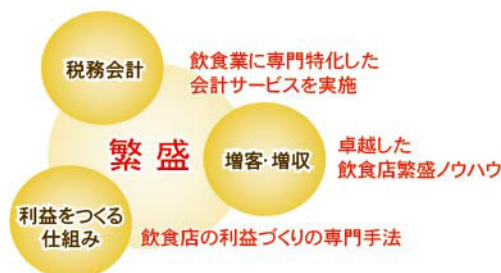 税務会計
飲食業に専門特化した
会計サービスを実施
繁盛
増客・増収
卓越した
飲食店繁盛ノウハウ
利益をつくる
仕組み
飲食店の利益づくりの専門手法